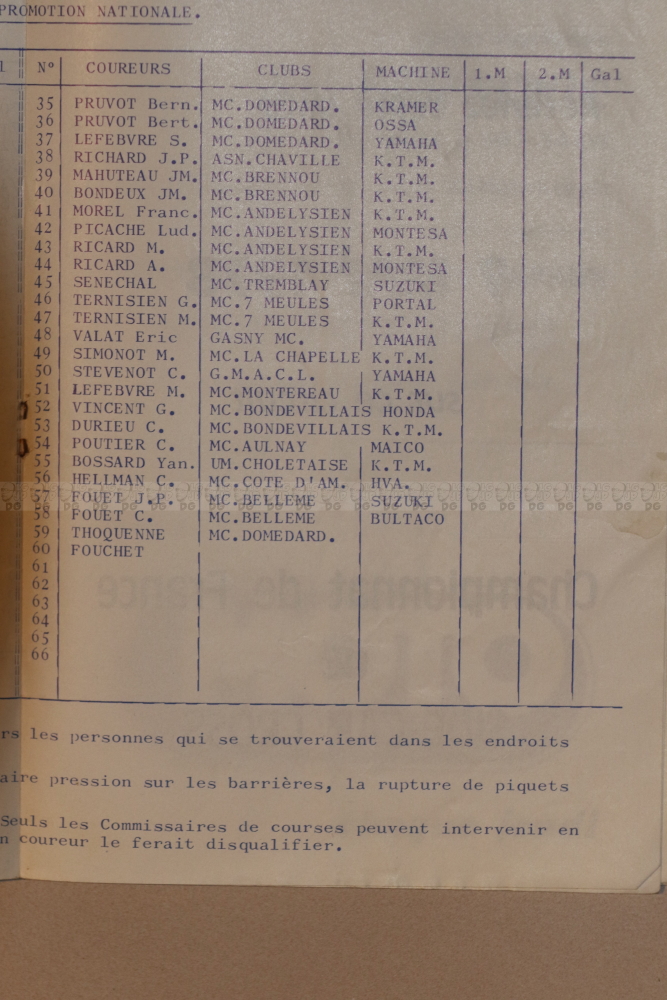 PROMOTION NATIONALE.
N° COUREURS CLUBS MACHINE 1.M 2.M Gal
35 PRUVOT Bern. MC.DOMEDARD. KRAMER
36 PRUVOT Bert. MC.DOMEDARD. OSSA
37 LEFEBVRE S. MC.DOMEDARD. YAMAHA
38 RICHARD J.P. ASN.CHAVILLE K.T.M.
39 MAHUTEAU JM. MC.BRENNOU K.T.M.
40 BONDEUX JM. MC.BRENNOU K.T.M.
41 MOREL Franc. MC.ANDELYSIEN K.T.M.
42 PICACHE Lud. MC.ANDELYSIEN MONTESA
43 RICARD M. MC.ANDELYSIEN K.T.M.
44 RICARD A. MC.ANDELYSIEN MONTESA
45 SENECHAL MC.TREMBLAY SUZUKI
46 TERNISIEN G. MC.7 MEULES PORTAL
47 TERNISIEN M. MC.7 MEULES K.T.M.
48 VALAT Eric GASNY MC. YAMAHA
49 SIMONOT M. MC.LA CHAPELLE K.T.M.
50 STEVENOT C. G.M.A.C.L. YAMAHA
51 LEFEBVRE M. MC.MONTEREAU K.T.M.
52 VINCENT G. MC.BONDEVILLAIS HONDA
53 DURIEU C. MC.BONDEVILLAIS K.T.M.
54 POUTIER C. MC.AULNAY MAICO
55 BOSSARD Yan. UM.CHOLETAISE K.T.M.
56 HELLMAN C. MC.COTE D'AM. HVA.
57 FOUET J.P. MC.BELLEME SUZUKI
58 FOUET C. MC.BELLEME BULTACO
59 THOQUENNE MC.DOMEDARD.
60 FOUCHET
61
62
63
64
65
66
rs les personnes qui se trouveraient dans les endroits
aire pression sur les barrières, la rupture de piquets
Seuls les Commissaires de courses peuvent intervenir en
n coureur le ferait disqualifier.